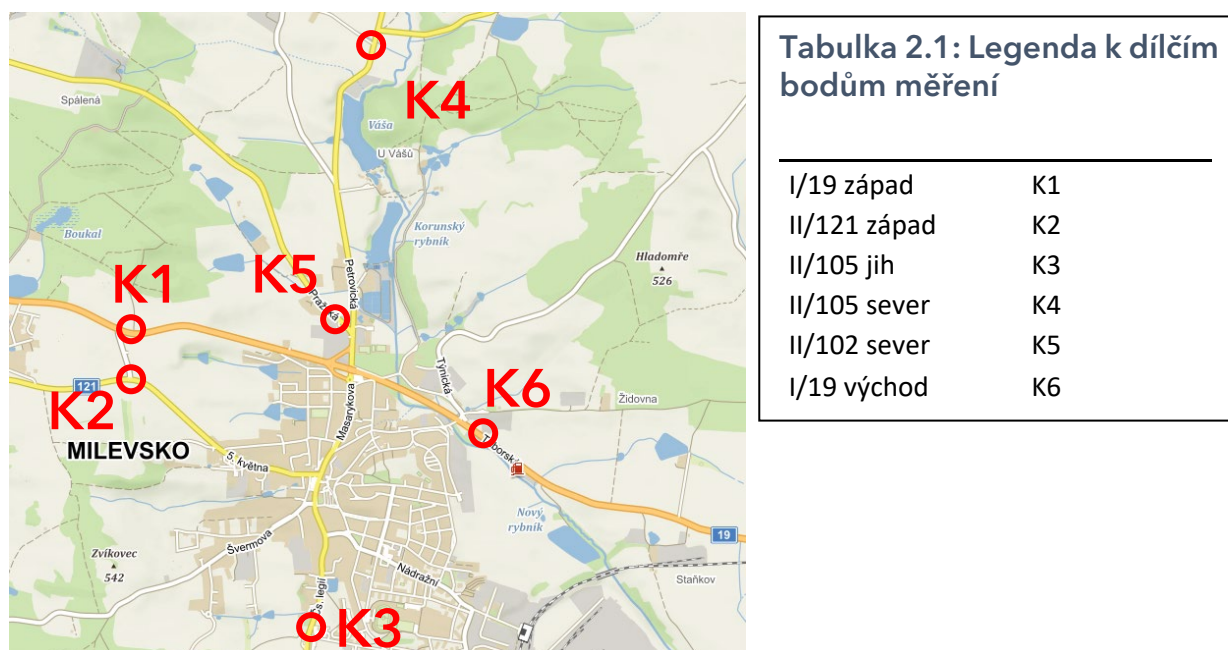 K4
Spálená
Váša
U Vášů
Korunský
rybník
Boukal
Hladomře
526
K5
K1
Petrovická
Pražská
Týnická
121
K2
Masarykova
K6
Židovna
MILEVSKO
5. května
Táborská
Nový
rybník
19
Zvíkovec
542
Švermova
Nádražní
Staňkov
Čs. legií
K3
Tabulka 2.1: Legenda k dílčím
bodům měření
I/19 západ K1
II/121 západ K2
II/105 jih K3
II/105 sever K4
II/102 sever K5
I/19 východ K6